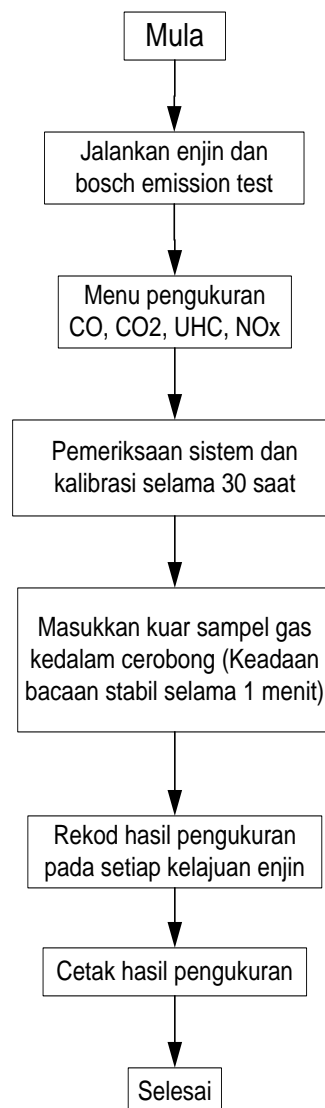 Mula
Jalankan enjin dan
bosch emission test
Menu pengukuran
CO, CO2, UHC, NOx
Pemeriksaan sistem dan
kalibrasi selama 30 saat
Masukkan kuar sampel gas
kedalam cerobong (Keadaan
bacaan stabil selama 1 menit)
Rekod hasil pengukuran
pada setiap kelajuan enjin
Cetak hasil pengukuran
Selesai